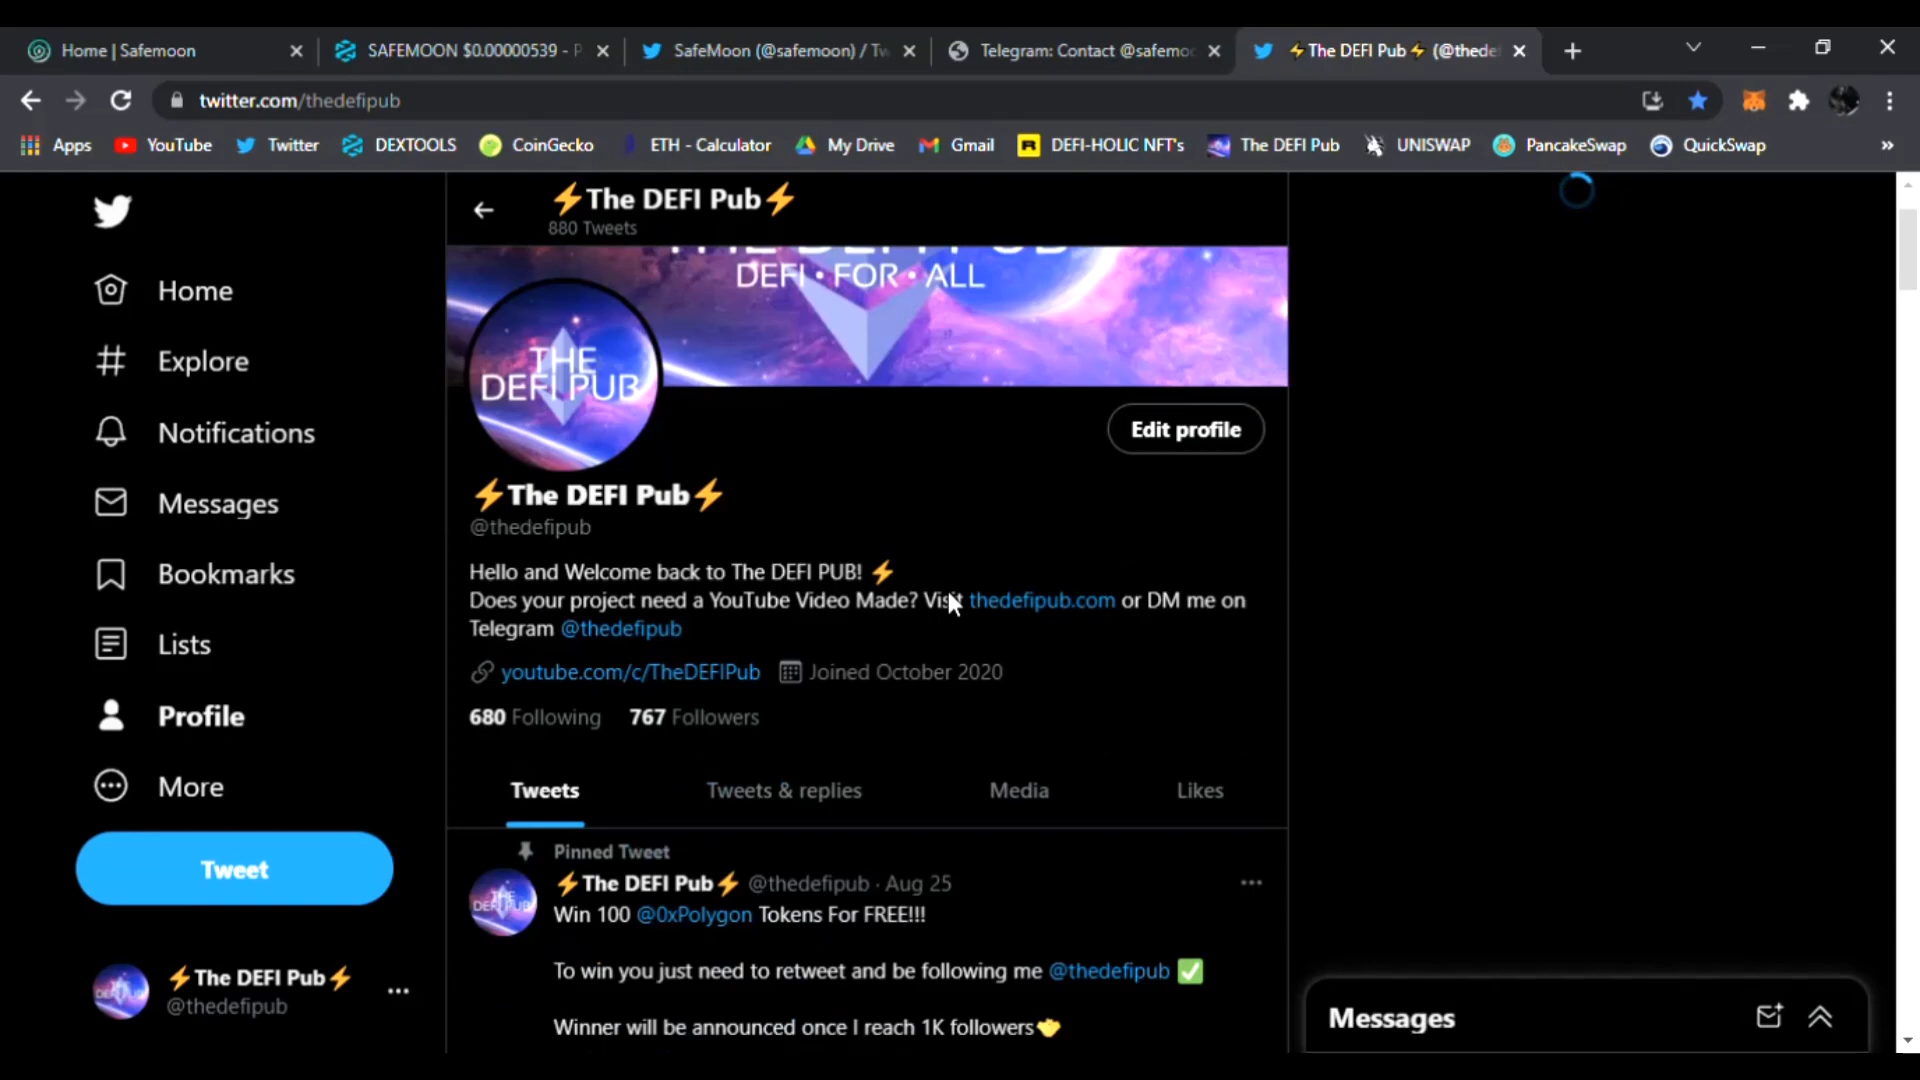 Home | Safemoon
SAFEMOON $0.00000539 - P
SafeMoon (@safemoon) / Tw
Telegram: Contact @safemoo
⚡The DEFI Pub⚡ (@thede
twitter.com/thedefipub
Apps YouTube Twitter DEXTOOLS CoinGecko ETH - Calculator My Drive Gmail DEFI-HOLIC NFT's The DEFI Pub UNISWAP PancakeSwap QuickSwap »
⚡The DEFI Pub⚡
880 Tweets
DEFI • FOR • ALL
THE
DEFI PUB
Home
Explore
Notifications
Messages
Bookmarks
Lists
Profile
More
Tweet
⚡The DEFI Pub⚡
@thedefipub
Edit profile
⚡The DEFI Pub⚡
@thedefipub
Hello and Welcome back to The DEFI PUB! ⚡
Does your project need a YouTube Video Made? Visit thedefipub.com or DM me on
Telegram @thedefipub
youtube.com/c/TheDEFIPub Joined October 2020
680 Following 767 Followers
Tweets Tweets & replies Media Likes
Pinned Tweet
⚡The DEFI Pub⚡ @thedefipub · Aug 25
Win 100 @0xPolygon Tokens For FREE!!!
To win you just need to retweet and be following me @thedefipub ✅
Winner will be announced once I reach 1K followers🤝
Messages